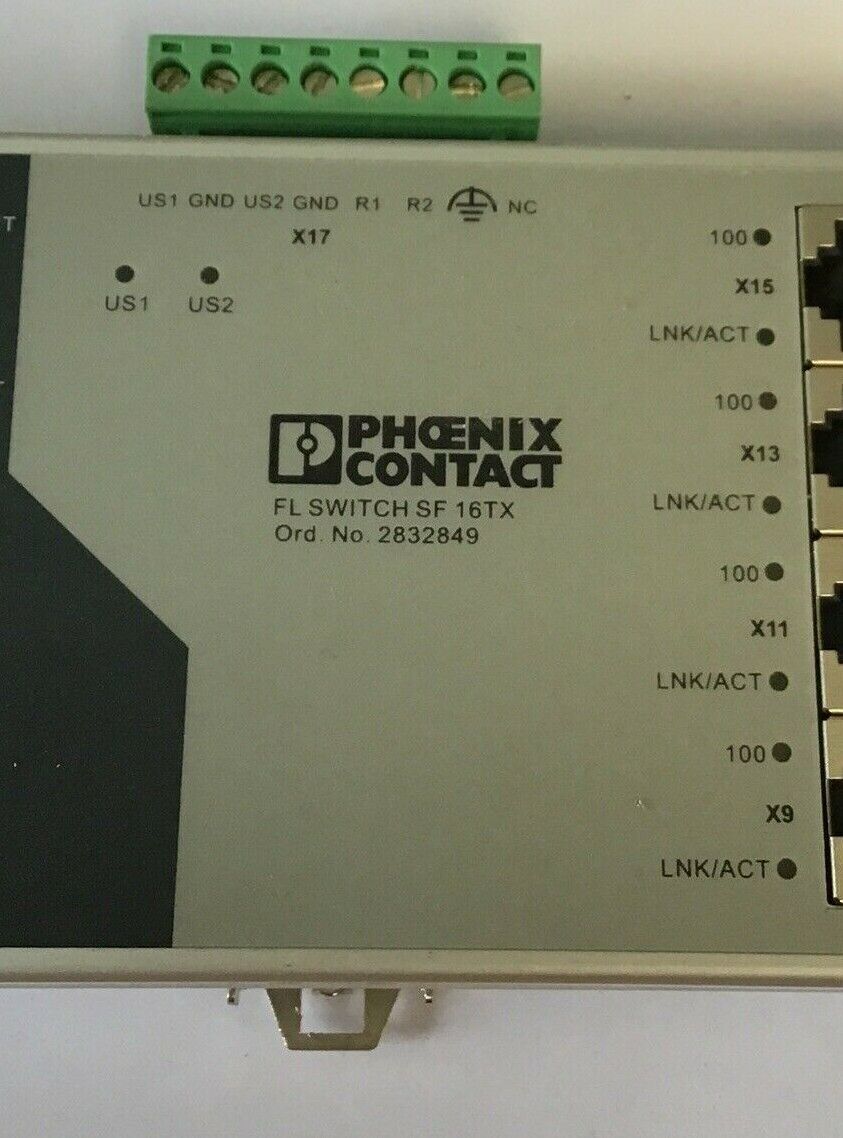 US1 GND US2 GND R1 R2 NC
X17
US1 US2
T
PHŒNIX
CONTACT
FL SWITCH SF 16TX
Ord. No. 2832849
100
X15
LNK/ACT
100
X13
LNK/ACT
100
X11
LNK/ACT
100
X9
LNK/ACT